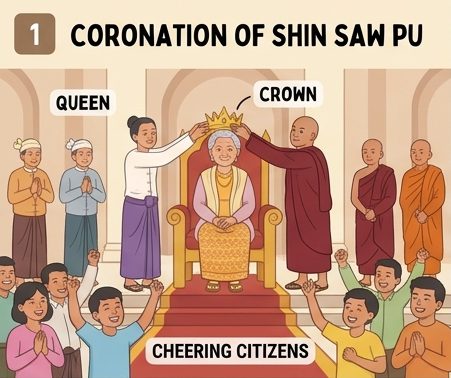 1 CORONATION OF SHIN SAW PU
QUEEN
CROWN
CHEERING CITIZENS